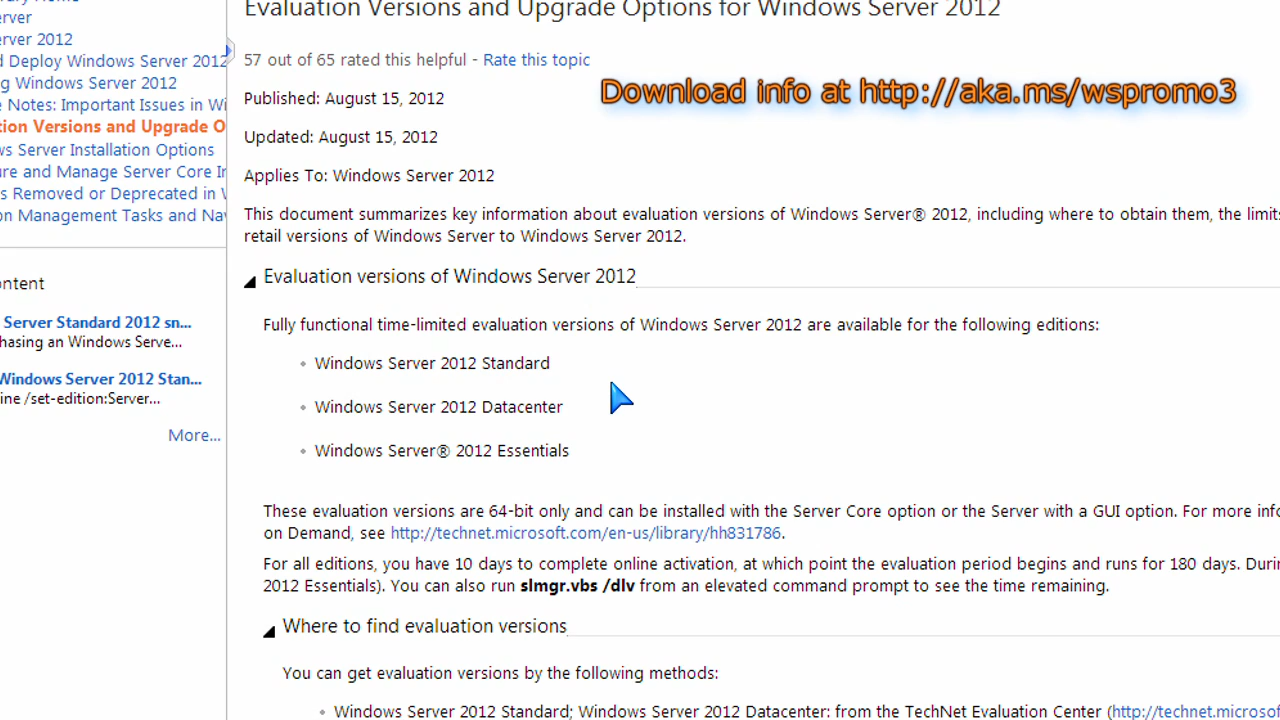 Evaluation Versions and Upgrade Options for Windows Server 2012
57 out of 65 rated this helpful - Rate this topic
Download info at http://aka.ms/wspromo3
Published: August 15, 2012
Updated: August 15, 2012
Applies To: Windows Server 2012
This document summarizes key information about evaluation versions of Windows Server® 2012, including where to obtain them, the limits
retail versions of Windows Server to Windows Server 2012.
Evaluation versions of Windows Server 2012
Fully functional time-limited evaluation versions of Windows Server 2012 are available for the following editions:
Windows Server 2012 Standard
Windows Server 2012 Datacenter
Windows Server® 2012 Essentials
These evaluation versions are 64-bit only and can be installed with the Server Core option or the Server with a GUI option. For more info
on Demand, see http://technet.microsoft.com/en-us/library/hh831786.
For all editions, you have 10 days to complete online activation, at which point the evaluation period begins and runs for 180 days. Duri
2012 Essentials). You can also run slmgr.vbs /dlv from an elevated command prompt to see the time remaining.
Where to find evaluation versions
You can get evaluation versions by the following methods:
Windows Server 2012 Standard; Windows Server 2012 Datacenter: from the TechNet Evaluation Center (http://technet.microsof
erver
erver 2012
d Deploy Windows Server 2012
ng Windows Server 2012
e Notes: Important Issues in Wi
tion Versions and Upgrade O
ws Server Installation Options
ure and Manage Server Core In
s Removed or Deprecated in W
on Management Tasks and Nav
ontent
Server Standard 2012 sn...
hasing an Windows Serve...
Windows Server 2012 Stan...
ine /set-edition:Server...
More...